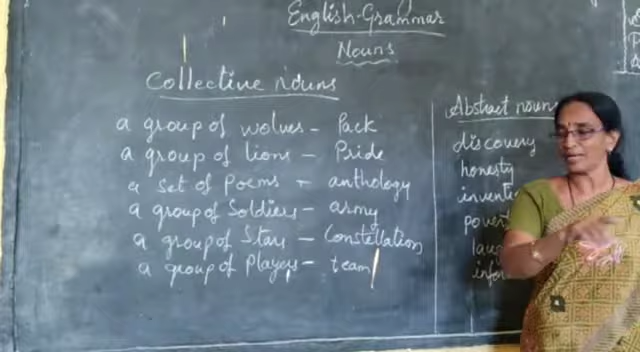 English-Grammar
Nouns
Collective nouns
a group of wolves - Pack
a group of lions - Pride
a set of Poems - anthology
a group of Soldiers - army
a group of Stars - Constellation
a group of Players - team
Abstract nouns
discovery
honesty